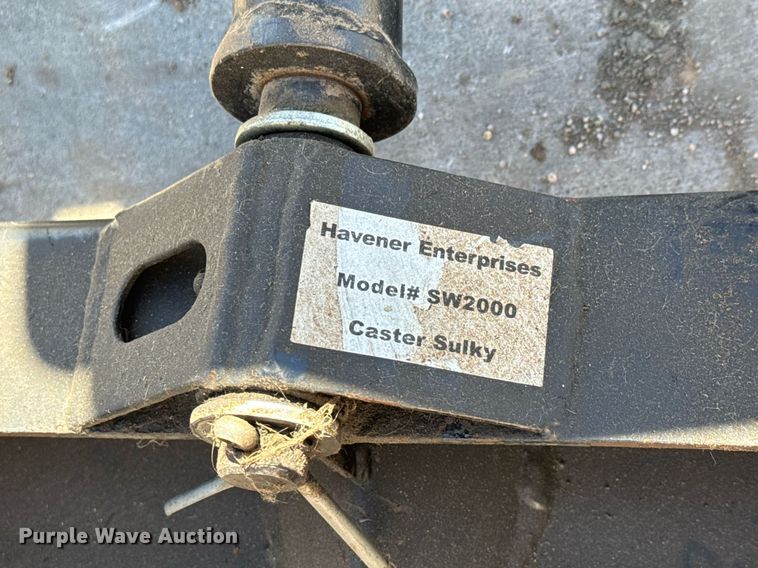 Havener Enterprises
Model# SW2000
Caster Sulky
Purple Wave Auction